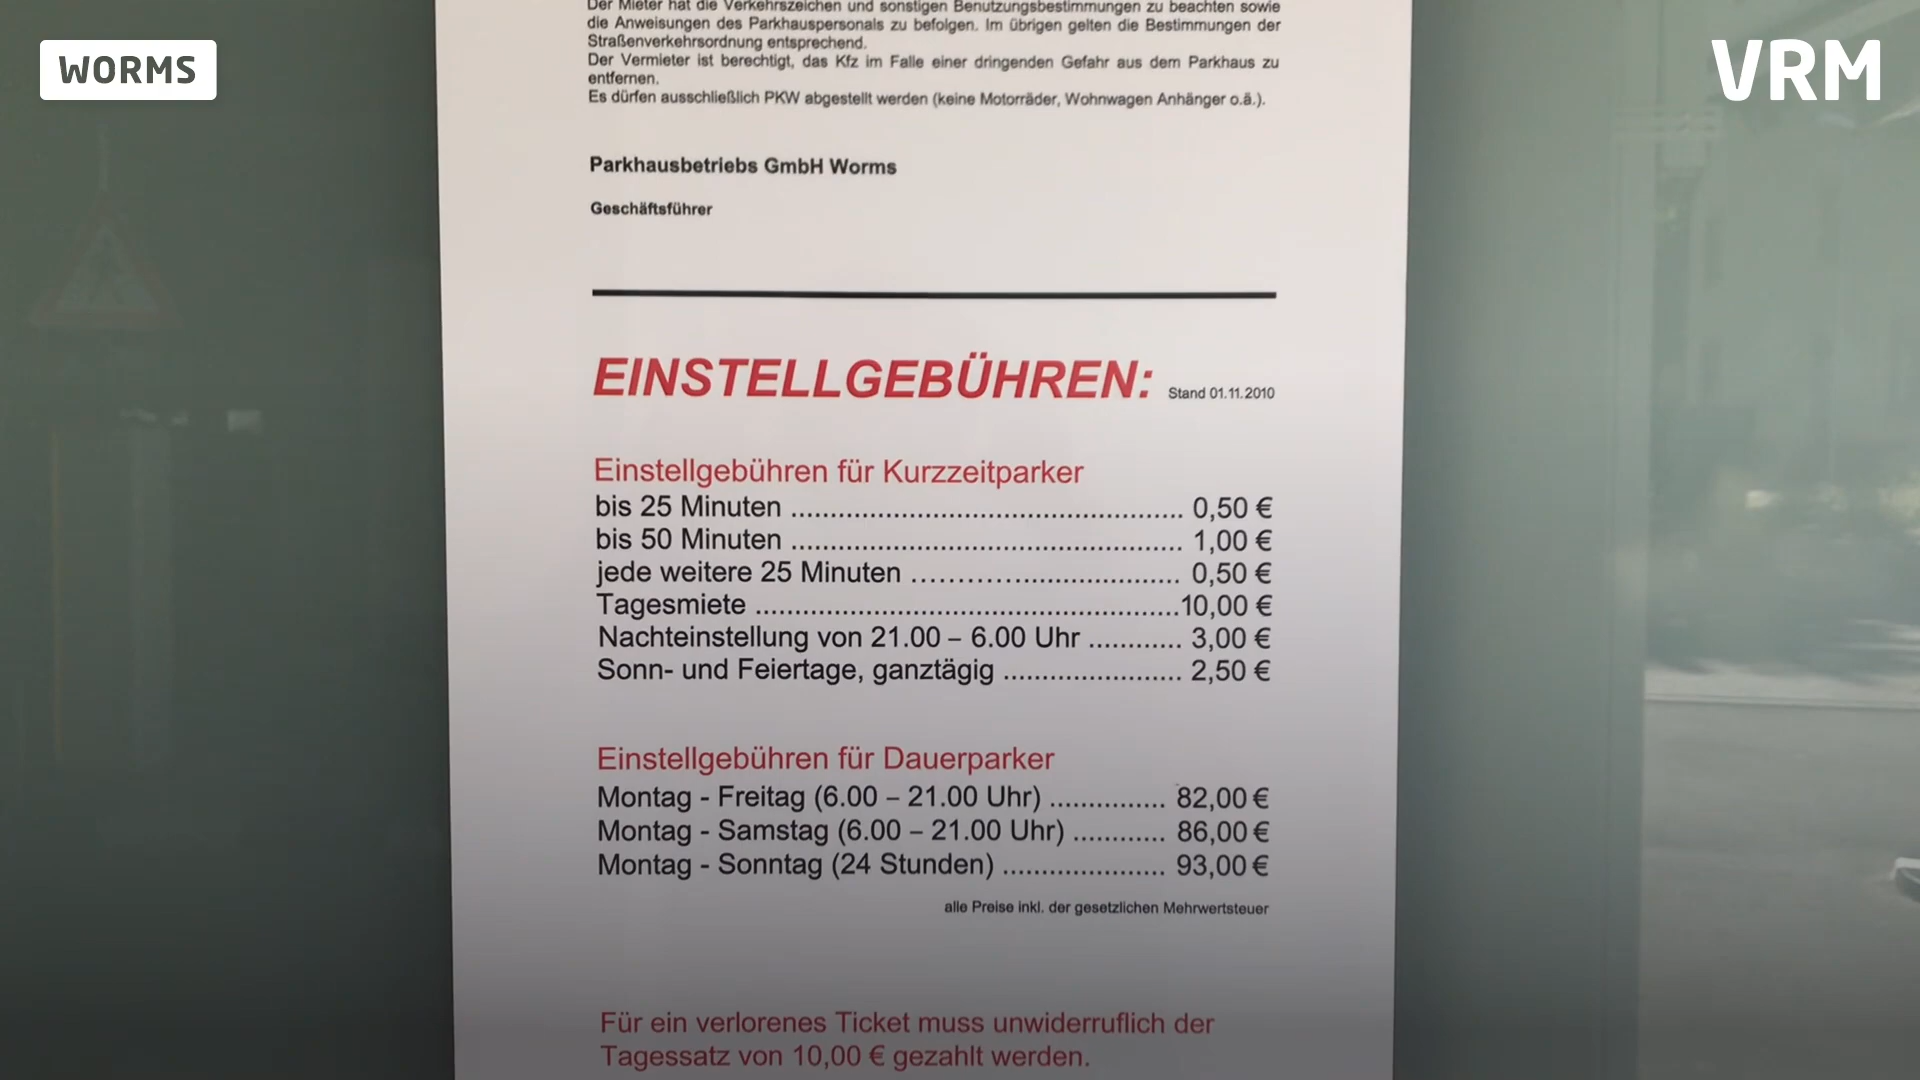 WORMS
VRM
Der Mieter hat die Verkehrszeichen und sonstigen Benutzungsbestimmungen zu beachten sowie
die Anweisungen des Parkhauspersonals zu befolgen. Im übrigen gelten die Bestimmungen der
Straßenverkehrsordnung entsprechend.
Der Vermieter ist berechtigt, das Kfz im Falle einer dringenden Gefahr aus dem Parkhaus zu
entfernen.
Es dürfen ausschließlich PKW abgestellt werden (keine Motorräder, Wohnwagen Anhänger o.ä.).
Parkhausbetriebs GmbH Worms
Geschäftsführer
EINSTELLGEBÜHREN: Stand 01.11.2010
Einstellgebühren für Kurzzeitparker
bis 25 Minuten .................................................. 0,50 €
bis 50 Minuten .................................................. 1,00 €
jede weitere 25 Minuten .................................. 0,50 €
Tagesmiete ......................................................10,00 €
Nachteinstellung von 21.00 – 6.00 Uhr ............ 3,00 €
Sonn- und Feiertage, ganztägig ....................... 2,50 €
Einstellgebühren für Dauerparker
Montag - Freitag (6.00 – 21.00 Uhr) ............... 82,00 €
Montag - Samstag (6.00 – 21.00 Uhr) ............ 86,00 €
Montag - Sonntag (24 Stunden) ..................... 93,00 €
alle Preise inkl. der gesetzlichen Mehrwertsteuer
Für ein verlorenes Ticket muss unwiderruflich der
Tagessatz von 10,00 € gezahlt werden.